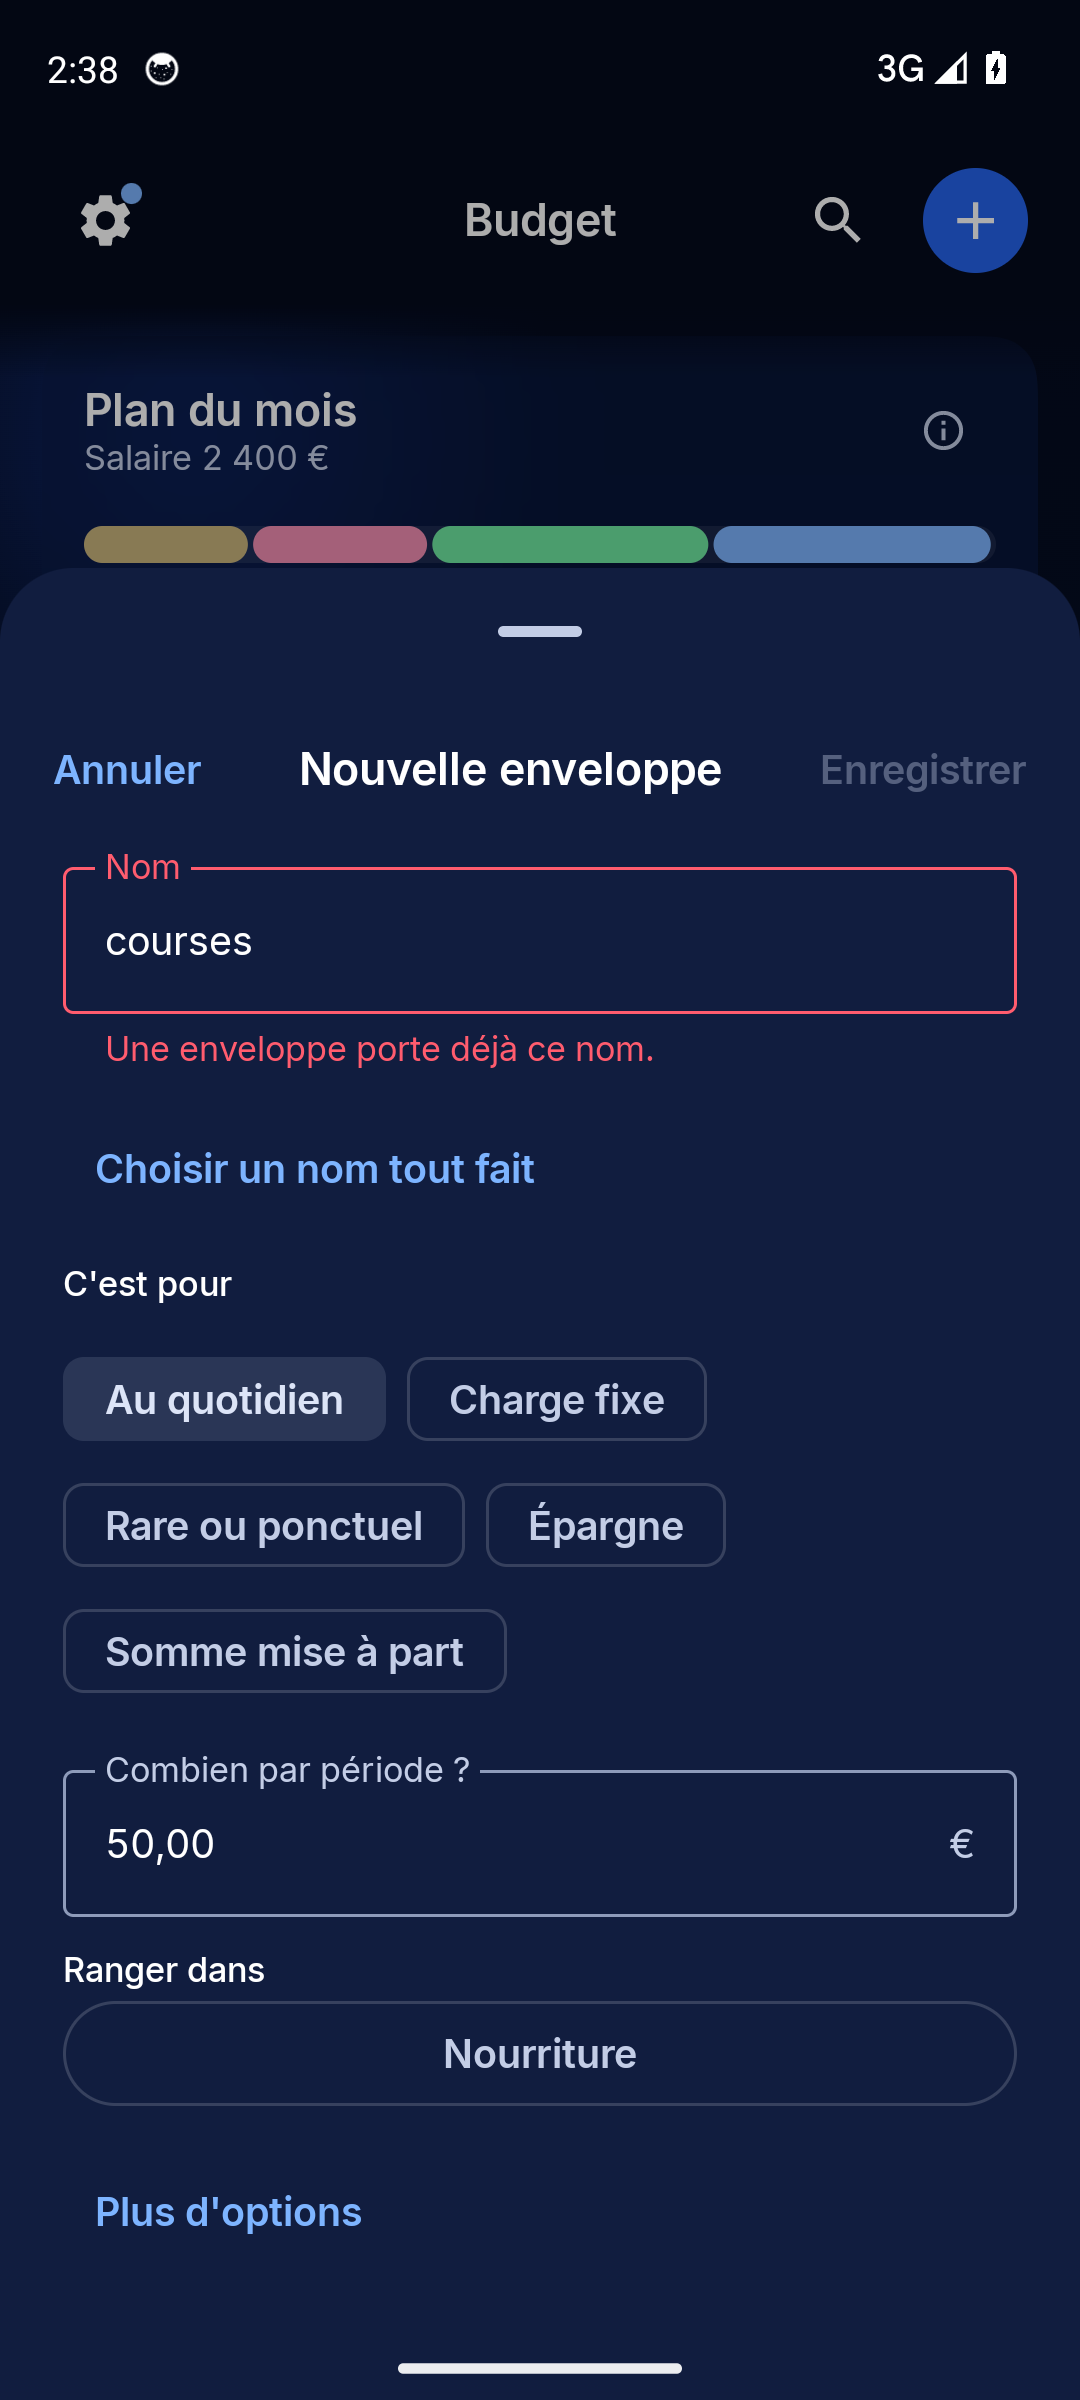 2:38
3G
Budget
Plan du mois
Salaire 2 400 €
Annuler
Nouvelle enveloppe
Enregistrer
Nom
courses
Une enveloppe porte déjà ce nom.
Choisir un nom tout fait
C'est pour
Au quotidien
Charge fixe
Rare ou ponctuel
Épargne
Somme mise à part
Combien par période ?
50,00 €
Ranger dans
Nourriture
Plus d'options